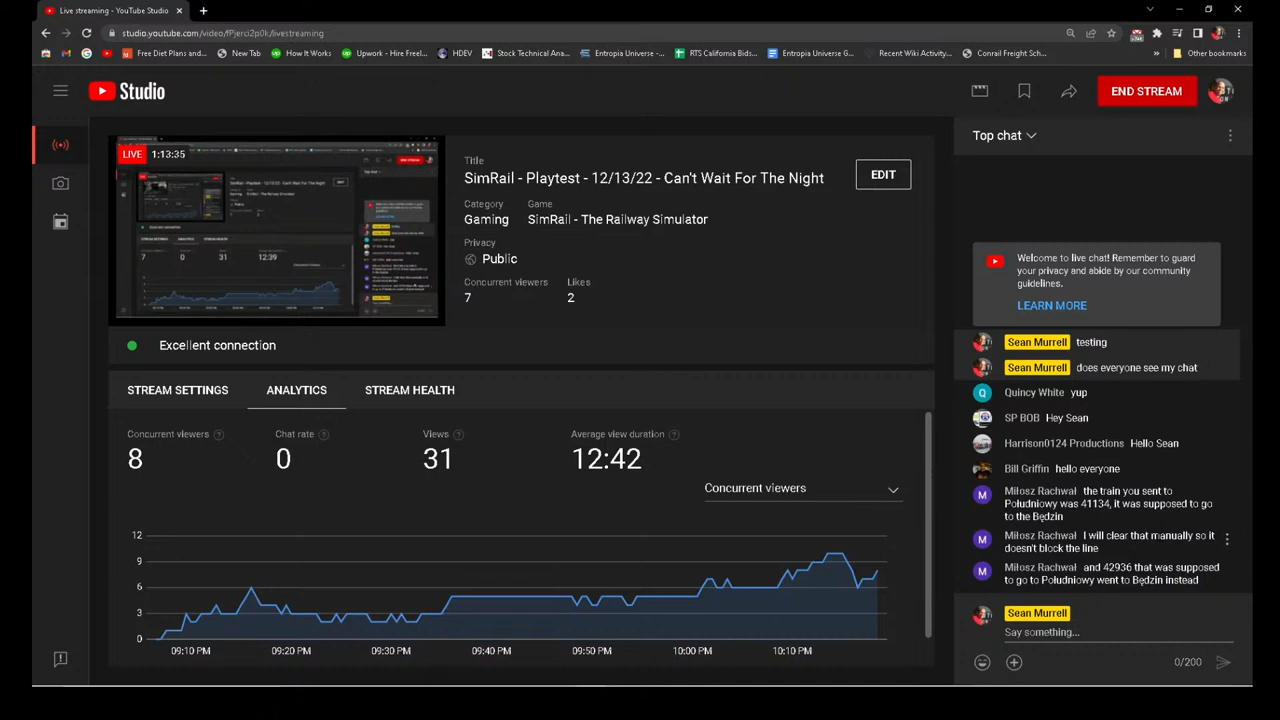 Live streaming - YouTube Studio
studio.youtube.com/video/fPjerci2p0k/livestreaming
Free Diet Plans and...
New Tab
How It Works
Upwork - Hire Freel...
HDEV
Stock Technical Ana...
Entropia Universe -...
RTS California Bids...
Entropia Universe G...
Recent Wiki Activity...
Conrail Freight Sch...
Other bookmarks
Studio
END STREAM
LIVE 1:13:35
Title
SimRail - Playtest - 12/13/22 - Can't Wait For The Night
EDIT
Category Game
Gaming SimRail - The Railway Simulator
Privacy
Public
Concurrent viewers Likes
7 2
Excellent connection
STREAM SETTINGS ANALYTICS STREAM HEALTH
Concurrent viewers Chat rate Views Average view duration
8 0 31 12:42
Concurrent viewers
12
9
6
3
0
09:10 PM 09:20 PM 09:30 PM 09:40 PM 09:50 PM 10:00 PM 10:10 PM
Top chat
Welcome to live chat! Remember to guard
your privacy and abide by our community
guidelines.
LEARN MORE
Sean Murrell testing
Sean Murrell does everyone see my chat
Quincy White yup
SP BOB Hey Sean
Harrison0124 Productions Hello Sean
Bill Griffin hello everyone
Miłosz Rachwał the train you sent to
Południowy was 41134, it was supposed to go
to the Będzin
Miłosz Rachwał I will clear that manually so it
doesn't block the line
Miłosz Rachwał and 42936 that was supposed
to go to Południowy went to Będzin instead
Sean Murrell
Say something...
0/200